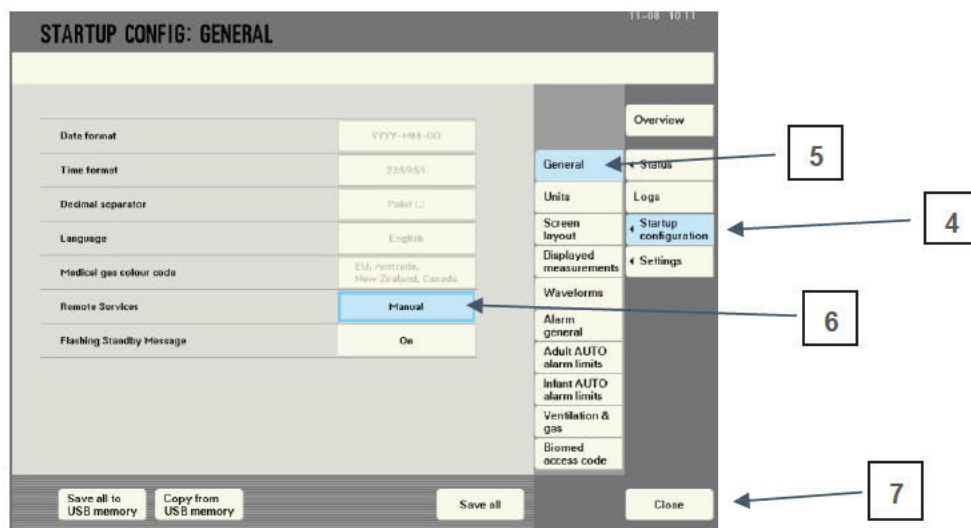 11-08 10 11
STARTUP CONFIG: GENERAL
Date format
YYYY-MM-DD
Time format
23:59:59
Decimal separator
Point (.)
Language
English
Medical gas colour code
EU, Australia,
New Zealand, Canada
Remote Services
Manual
Flashing Standby Message
On
General
Units
Screen
layout
Displayed
measurements
Waveforms
Alarm
general
Adult AUTO
alarm limits
Infant AUTO
alarm limits
Ventilation &
gas
Biomed
access code
Overview
Status
Logs
Startup
configuration
Settings
5
4
6
7
Save all to
USB memory
Copy from
USB memory
Save all
Close